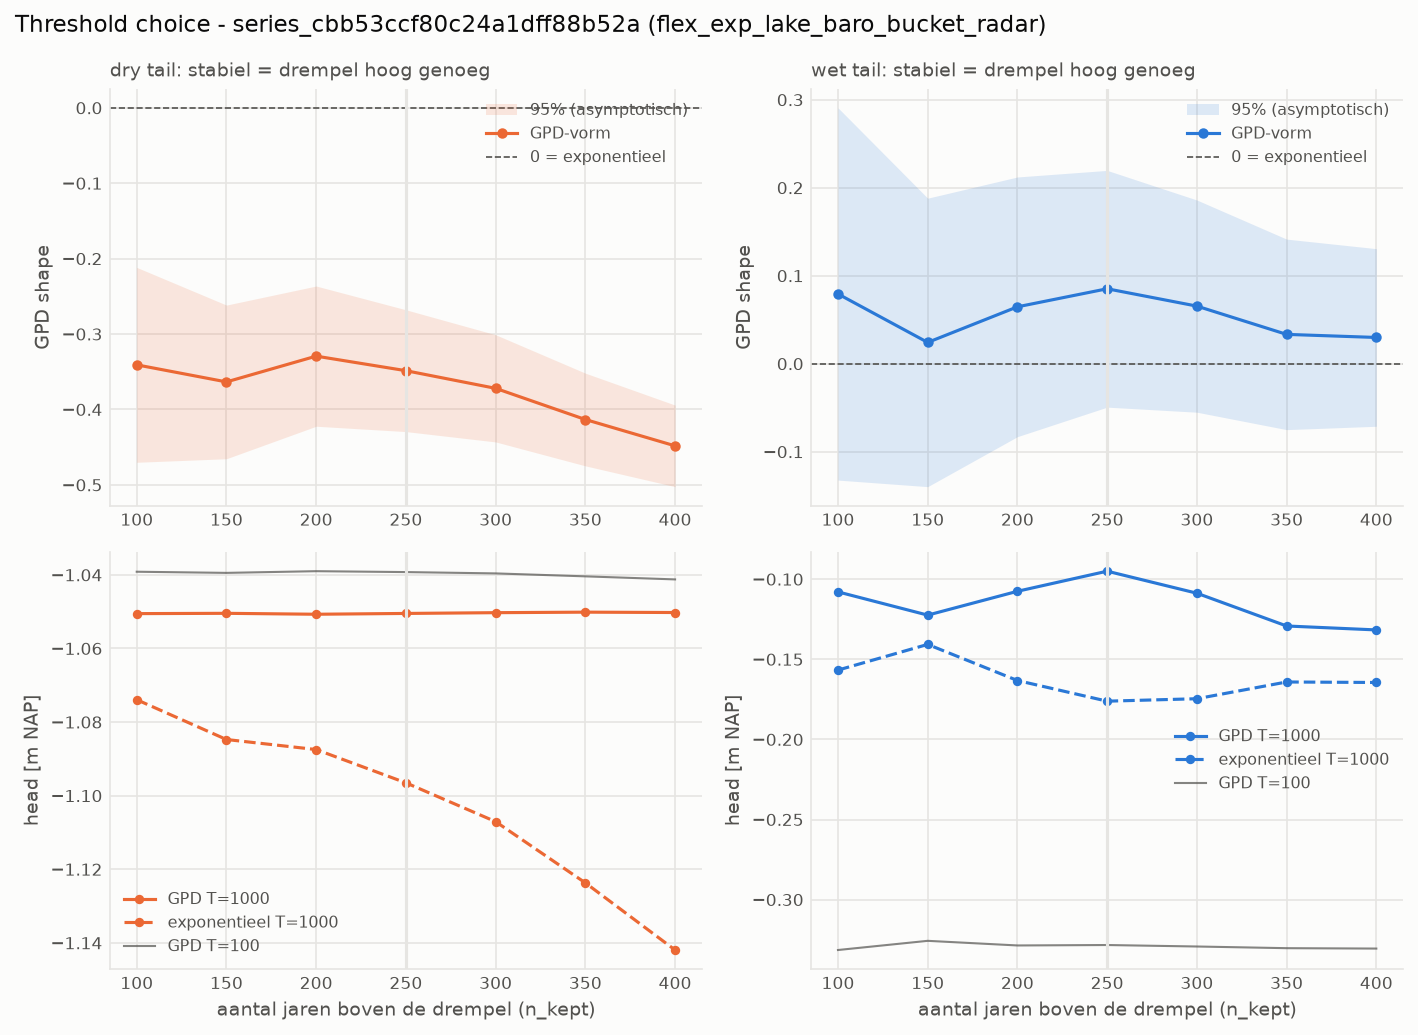 Threshold choice - series_cbb53ccf80c24a1dff88b52a (flex_exp_lake_baro_bucket_radar)
dry tail: stabiel = drempel hoog genoeg
GPD shape
0.0
−0.1
−0.2
−0.3
−0.4
−0.5
95% (asymptotisch)
GPD-vorm
0 = exponentieel
100 150 200 250 300 350 400
wet tail: stabiel = drempel hoog genoeg
GPD shape
0.3
0.2
0.1
0.0
−0.1
95% (asymptotisch)
GPD-vorm
0 = exponentieel
100 150 200 250 300 350 400
head [m NAP]
−1.04
−1.06
−1.08
−1.10
−1.12
−1.14
GPD T=1000
exponentieel T=1000
GPD T=100
100 150 200 250 300 350 400
aantal jaren boven de drempel (n_kept)
head [m NAP]
−0.10
−0.15
−0.20
−0.25
−0.30
GPD T=1000
exponentieel T=1000
GPD T=100
100 150 200 250 300 350 400
aantal jaren boven de drempel (n_kept)